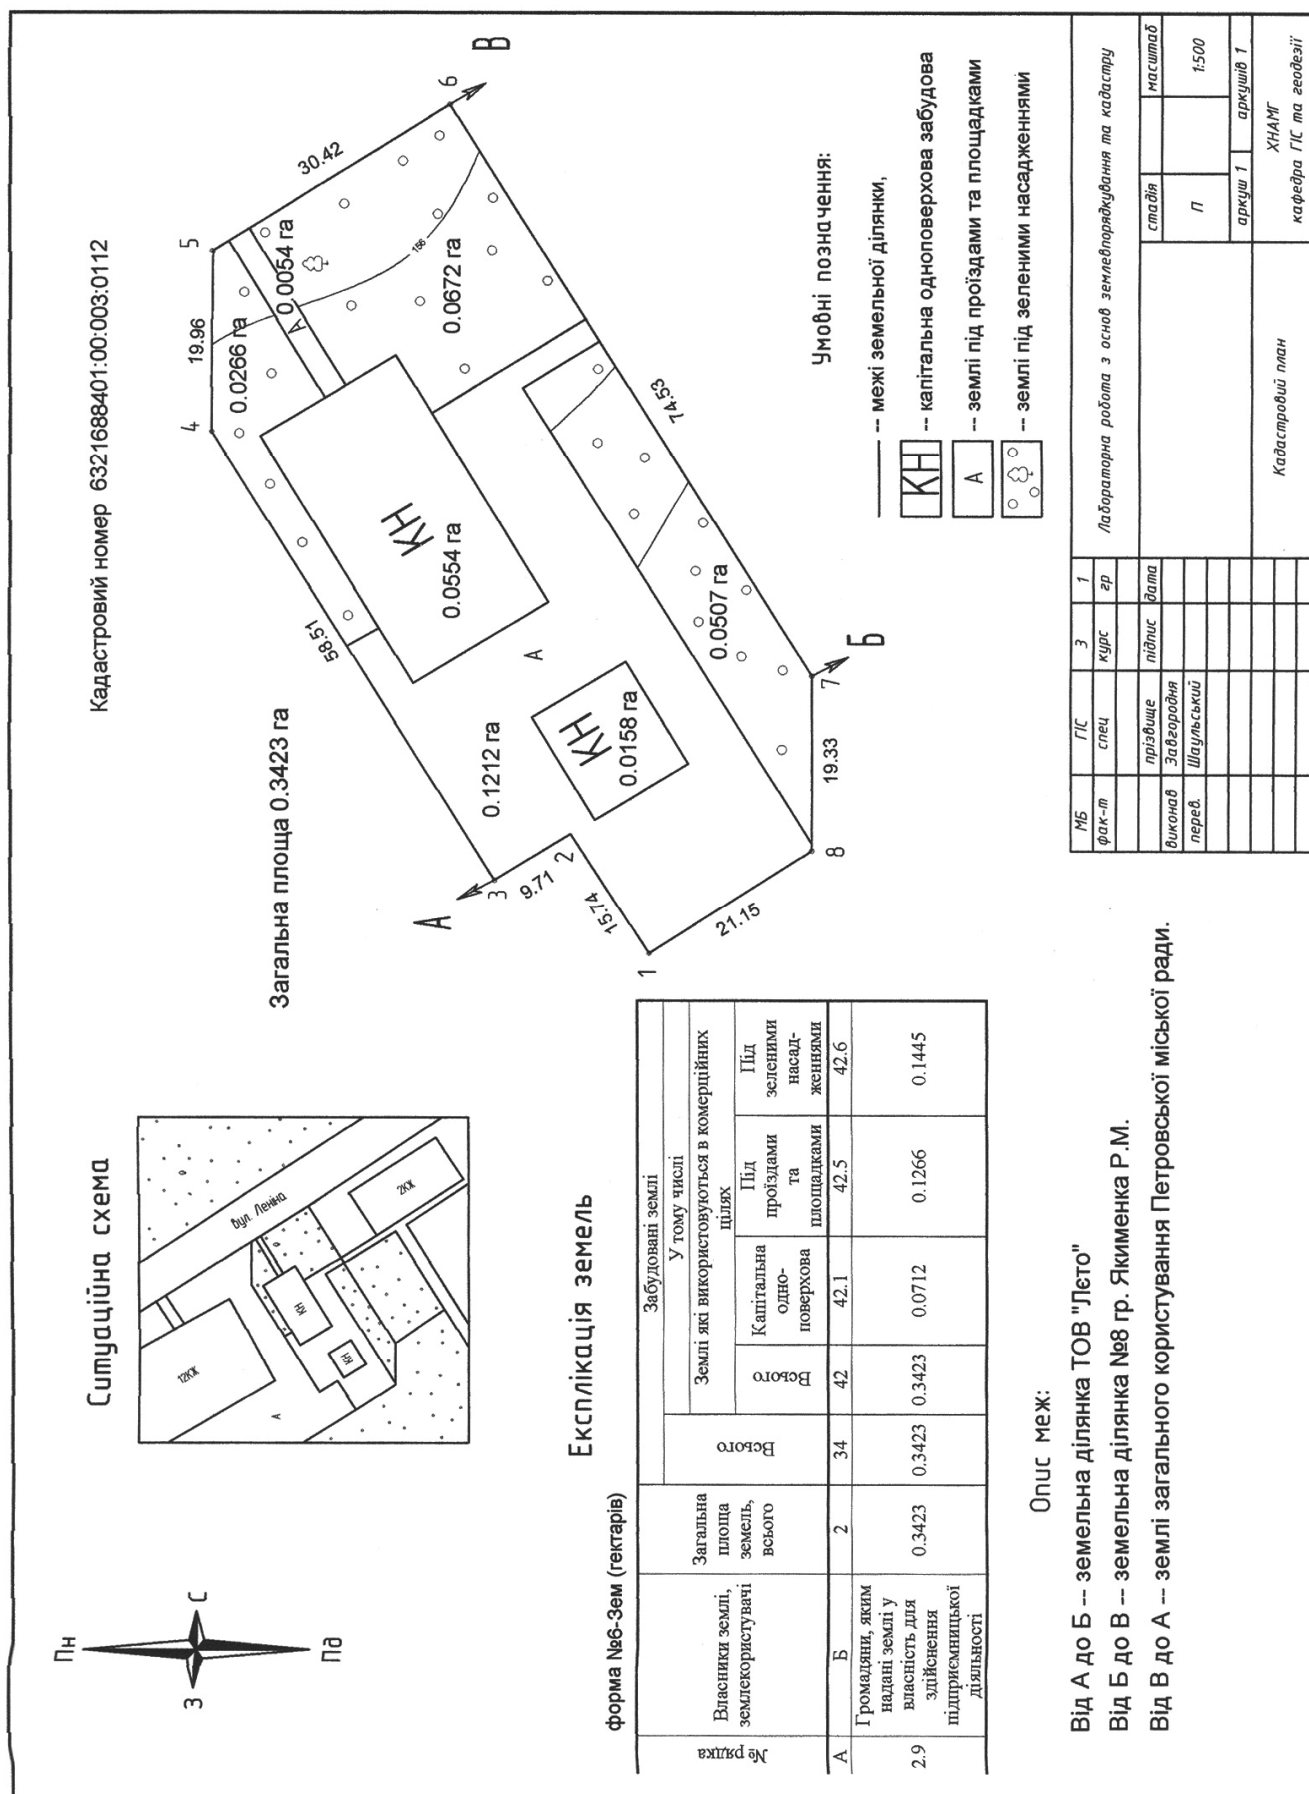 Пн
З
С
Пд
Ситуаційна схема
12КЖ
А
КН
КН
2КЖ
вул. Леніна
Кадастровий номер 6321688401:00:003:0112
Загальна площа 0.3423 га
А
Б
В
1
2
3
4
5
6
7
8
9.71
15.74
21.15
58.51
19.96
30.42
74.53
19.33
КН
0.0554 га
КН
0.0158 га
0.1212 га
А
0.0266 га
А
0.0054 га
156
0.0672 га
0.0507 га
Експлікація земель
форма №6-Зем (гектарів)
№ рядка
Власники землі,
землекористувачі
Загальна
площа
земель,
всього
Забудовані землі
Всього
У тому числі
Землі які використовуються в комерційних
цілях
Всього
Капітальна
одно-
поверхова
Під
проїздами
та
площадками
Під
зеленими
насад-
женнями
А Б 2 34 42 42.1 42.5 42.6
2.9
Громадяни, яким
надані землі у
власність для
здійснення
підприємницької
діяльності
0.3423 0.3423 0.3423 0.0712 0.1266 0.1445
Умовні позначення:
-- межі земельної ділянки,
КН -- капітальна одноповерхова забудова
А -- землі під проїздами та площадками
-- землі під зеленими насадженнями
Опис меж:
Від А до Б -- земельна ділянка ТОВ "Лєто"
Від Б до В -- земельна ділянка №8 гр. Якименка Р.М.
Від В до А -- землі загального користування Петровської міської ради.
МБ ГІС 3 1
фак-т спец курс гр
Лабораторна робота з основ землевпорядкування та кадастру
прізвище підпис дата
виконав Завгородня
перев. Шаульський
стадія масштаб
П 1:500
аркуш 1 аркушів 1
Кадастровий план
ХНАМГ
кафедра ГІС та геодезії